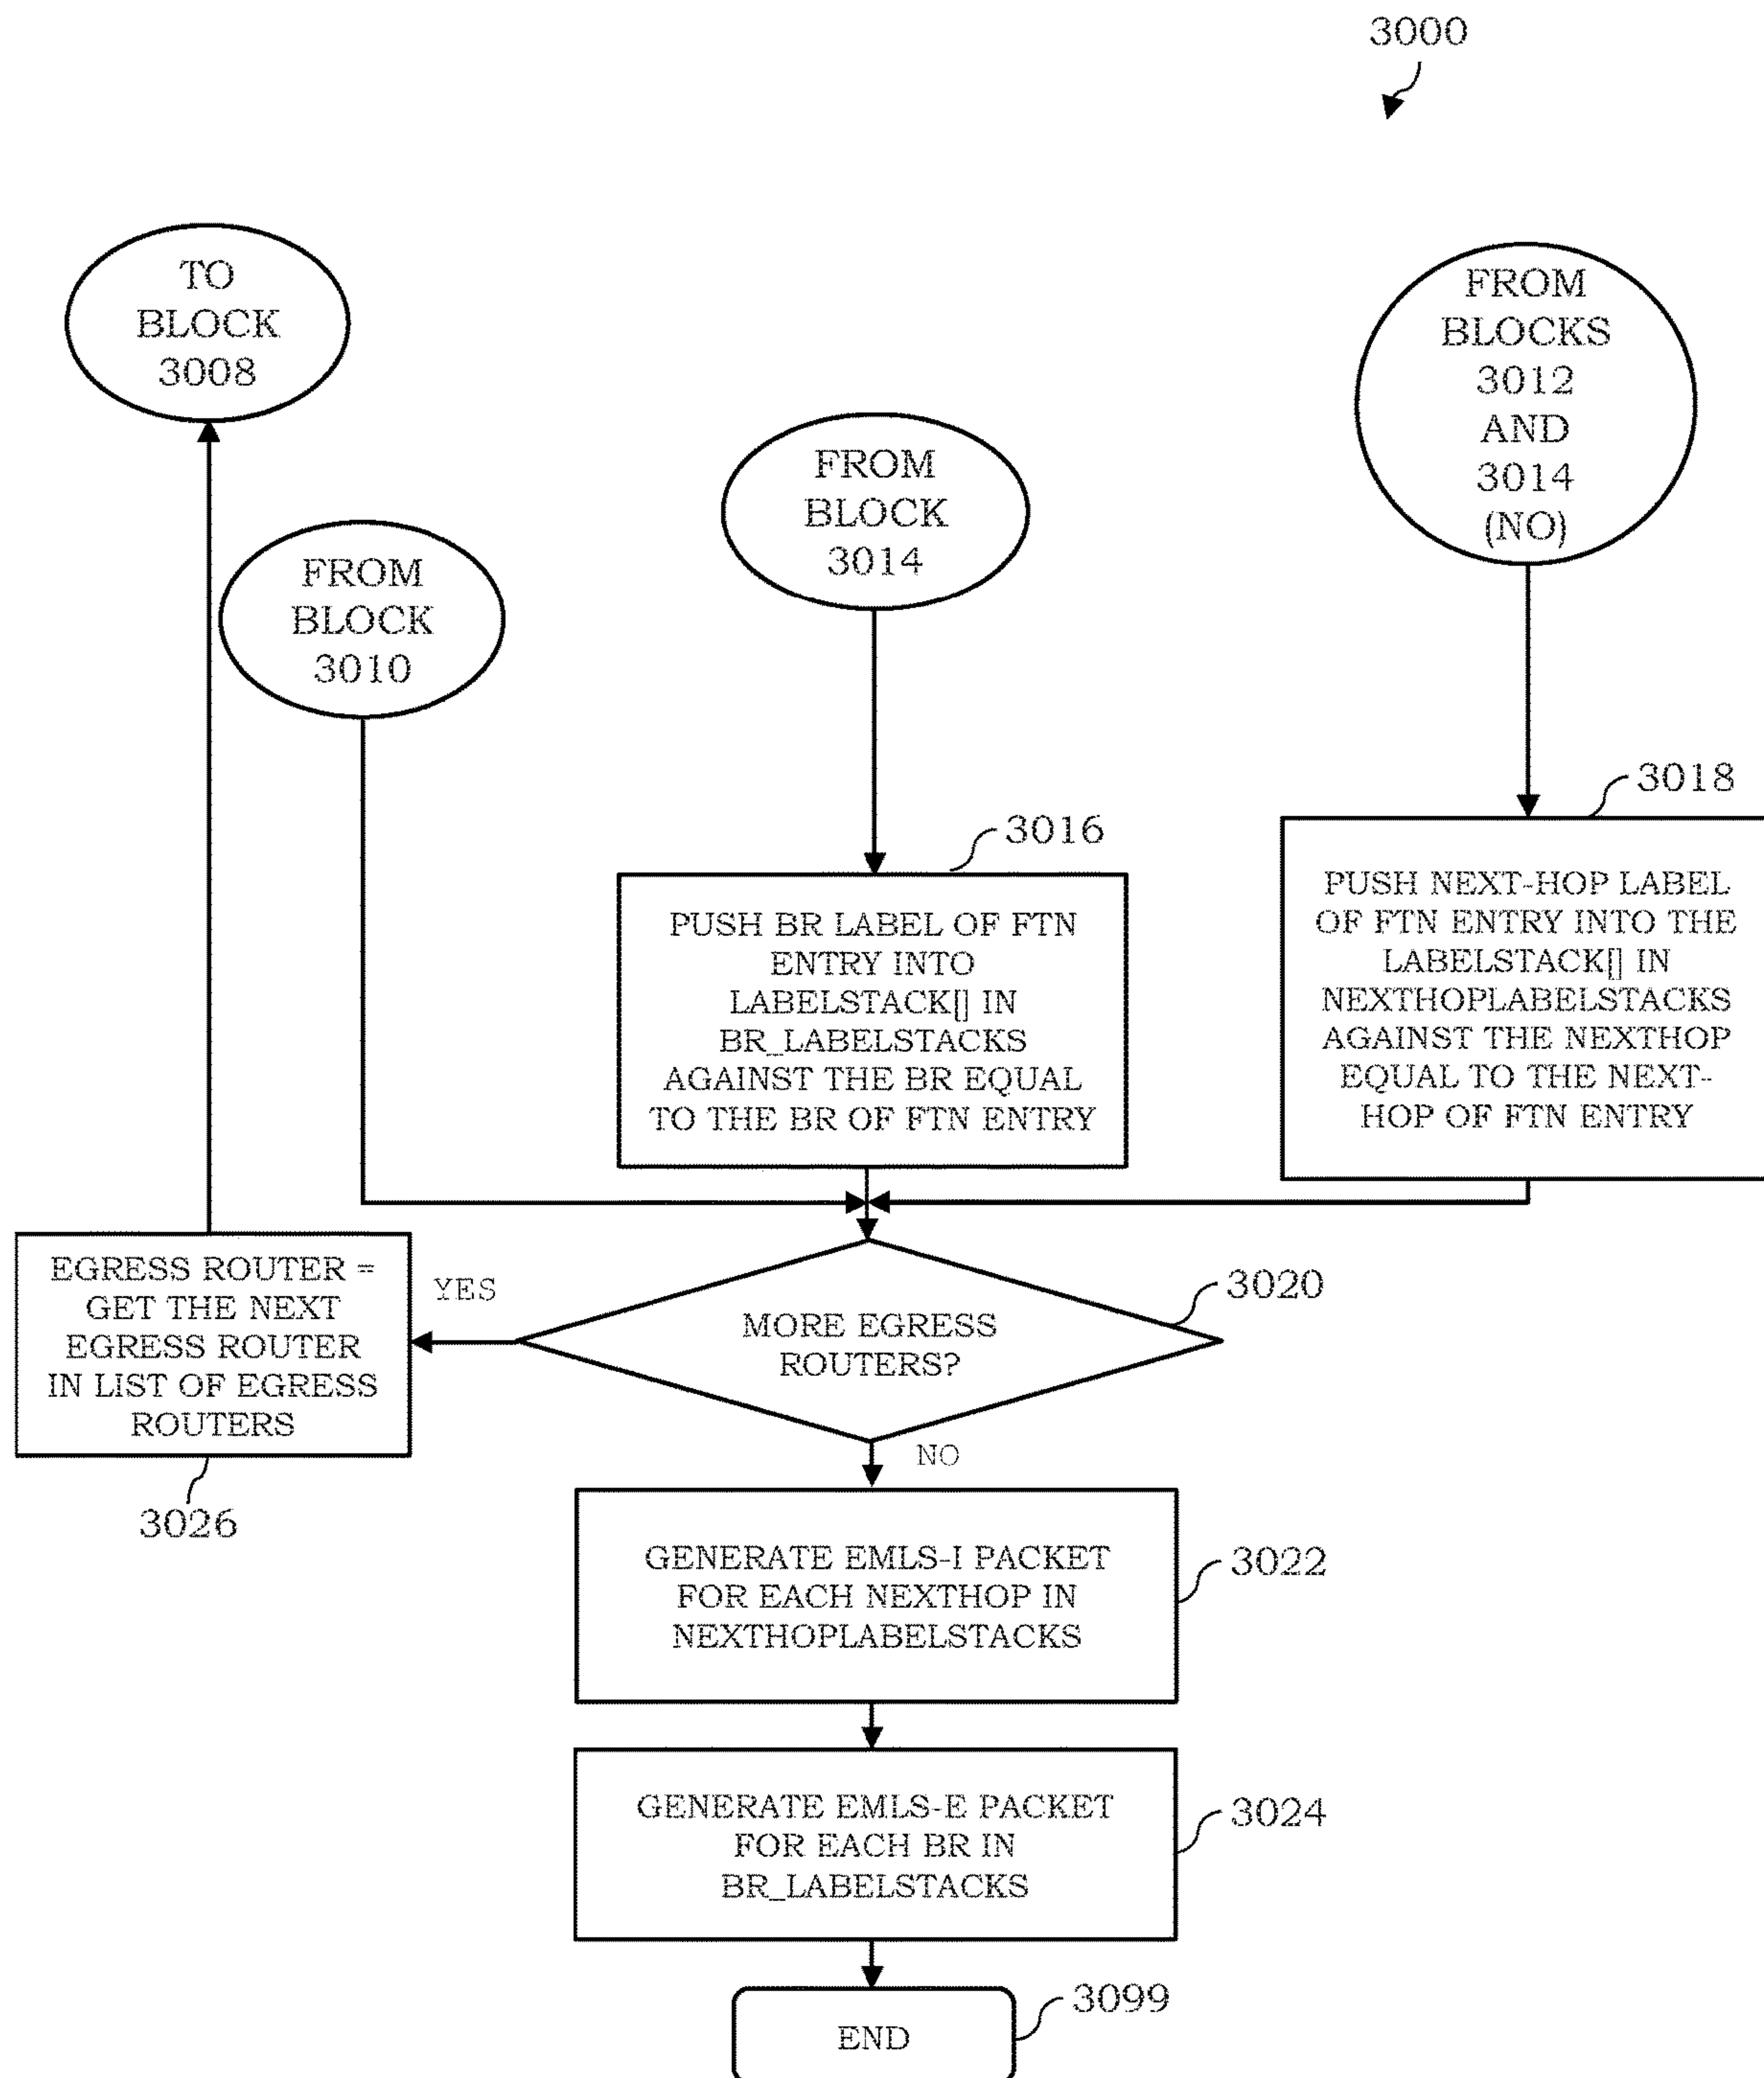 3000
TO
BLOCK
3008
FROM
BLOCKS
3012
AND
3014
(NO)
FROM
BLOCK
3014
FROM
BLOCK
3010
3018
3016
PUSH NEXT-HOP LABEL
OF FTN ENTRY INTO THE
LABELSTACK[] IN
NEXTHOPLABELSTACKS
AGAINST THE NEXTHOP
EQUAL TO THE NEXT-
HOP OF FTN ENTRY
PUSH BR LABEL OF FTN
ENTRY INTO
LABELSTACK[] IN
BR_LABELSTACKS
AGAINST THE BR EQUAL
TO THE BR OF FTN ENTRY
EGRESS ROUTER =
GET THE NEXT
EGRESS ROUTER
IN LIST OF EGRESS
ROUTERS
YES
3020
MORE EGRESS
ROUTERS?
NO
3026
GENERATE EMLS-I PACKET
FOR EACH NEXTHOP IN
NEXTHOPLABELSTACKS
3022
GENERATE EMLS-E PACKET
FOR EACH BR IN
BR_LABELSTACKS
3024
3099
END